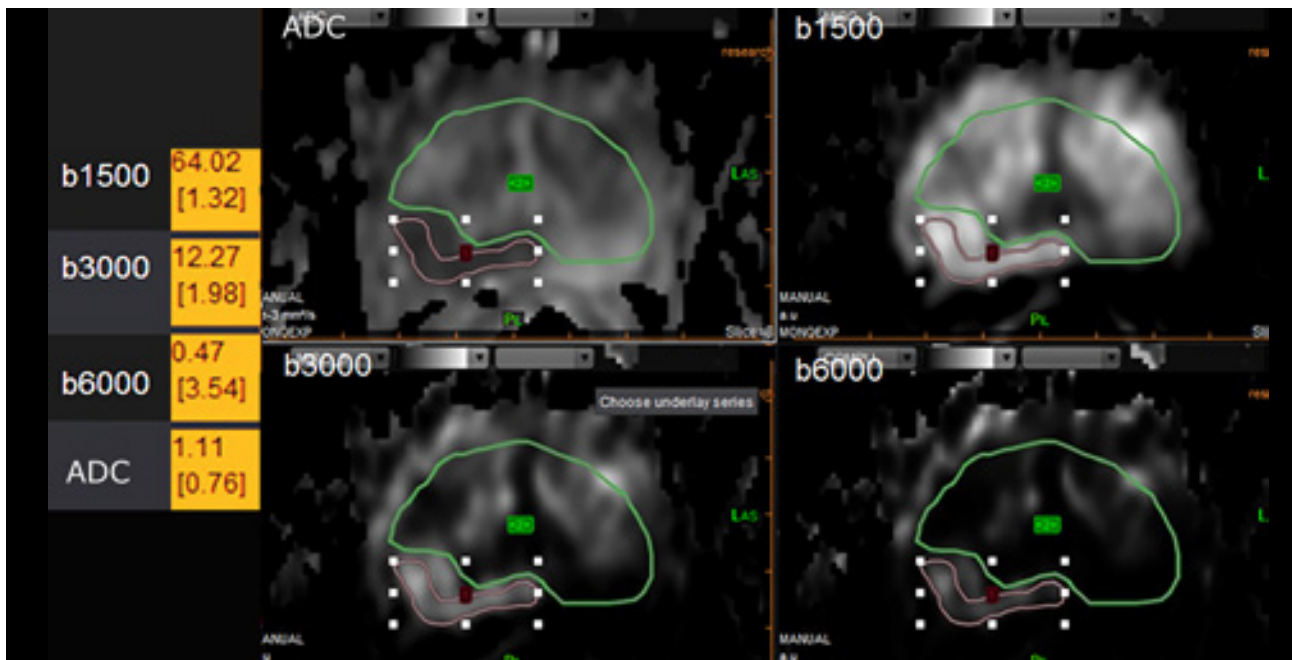 b1500
64.02
[1.32]
b3000
12.27
[1.98]
b6000
0.47
[3.54]
ADC
1.11
[0.76]
ADC
research
LAS
<2>
MANUAL
MONOEXP
PL
b1500
<2>
MANUAL
a.u
MONOEXP
PL
b3000
Choose underlay series
LAS
<2>
MANUAL
b6000
<2>
MANUAL